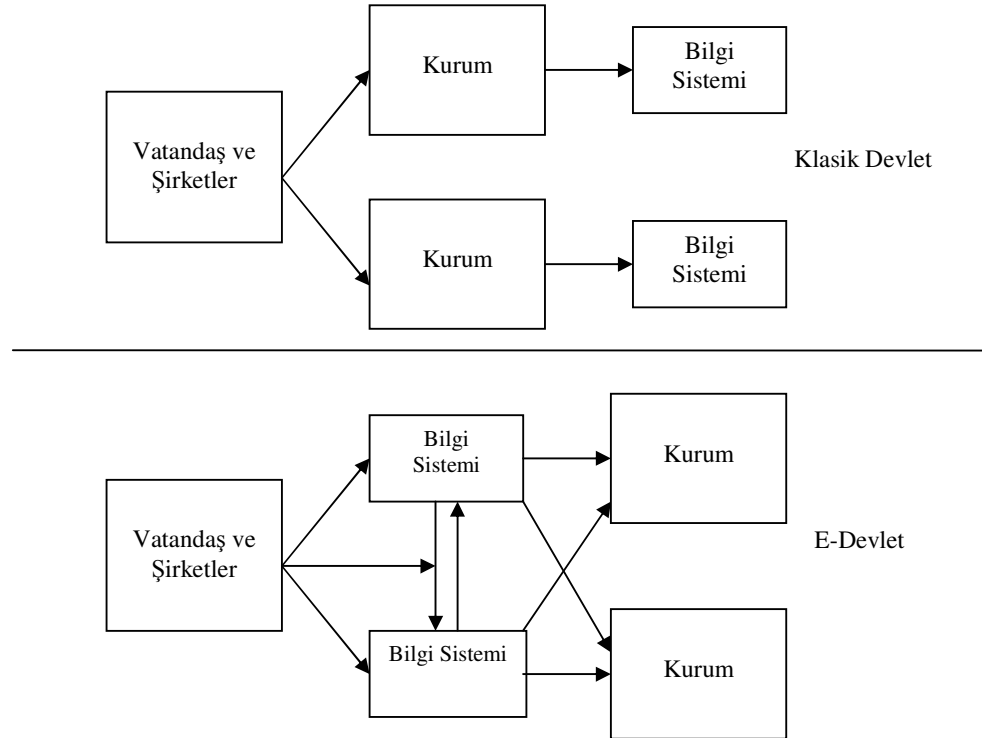 Kurum
Bilgi
Sistemi
Vatandaş ve
Şirketler
Klasik Devlet
Kurum
Bilgi
Sistemi
Bilgi
Sistemi
Kurum
Vatandaş ve
Şirketler
E-Devlet
Bilgi Sistemi
Kurum